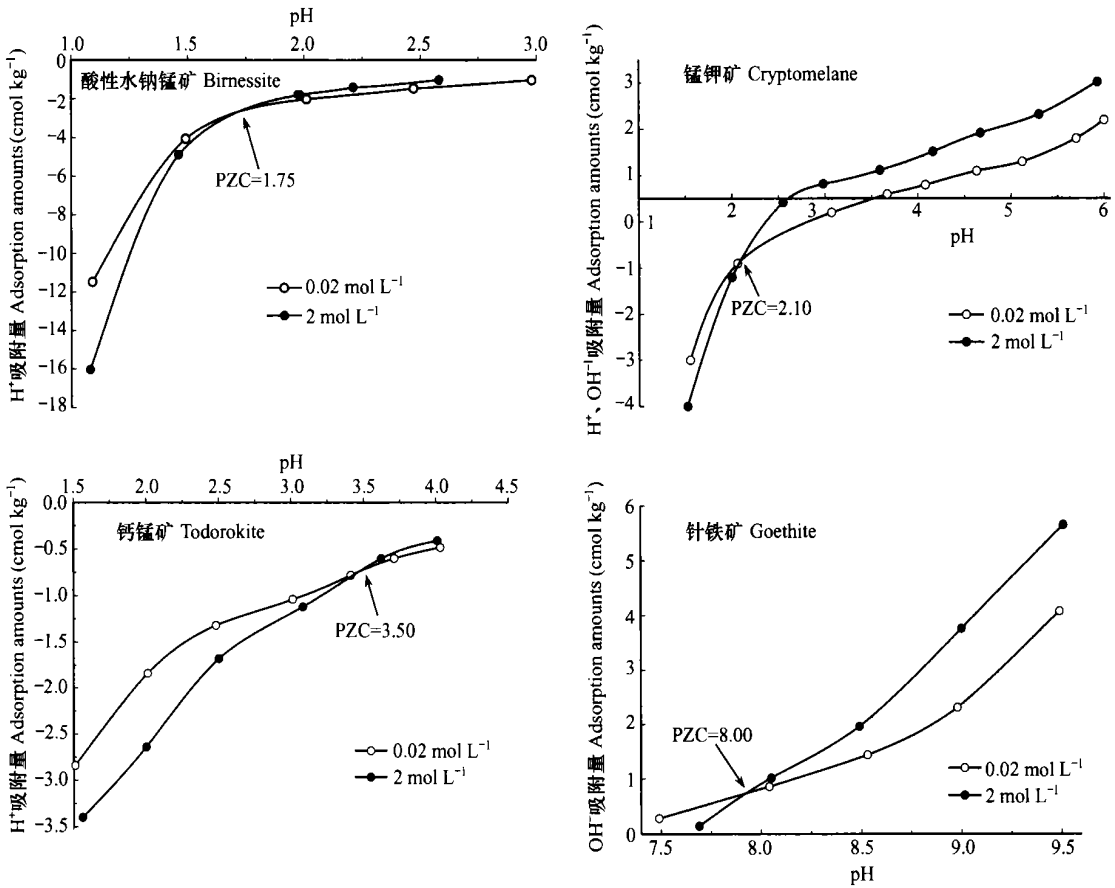 pH
1.0 1.5 2.0 2.5 3.0
0
-2
-4
-6
-8
-10
-12
-14
-16
-18
H⁺吸附量 Adsorption amounts (cmol kg⁻¹)
酸性水钠锰矿 Birnessite
PZC=1.75
0.02 mol L⁻¹
2 mol L⁻¹
3
2
1
0
-1
-2
-3
-4
H⁺、OH⁻¹吸附量 Adsorption amounts (cmol kg⁻¹)
锰钾矿 Cryptomelane
1 2 3 4 5 6
pH
PZC=2.10
0.02 mol L⁻¹
2 mol L⁻¹
pH
1.5 2.0 2.5 3.0 3.5 4.0 4.5
0.0
-0.5
-1.0
-1.5
-2.0
-2.5
-3.0
-3.5
H⁺吸附量 Adsorption amounts (cmol kg⁻¹)
钙锰矿 Todorokite
PZC=3.50
0.02 mol L⁻¹
2 mol L⁻¹
6
5
4
3
2
1
0
OH⁻吸附量 Adsorption amounts (cmol kg⁻¹)
针铁矿 Goethite
PZC=8.00
0.02 mol L⁻¹
2 mol L⁻¹
7.5 8.0 8.5 9.0 9.5
pH